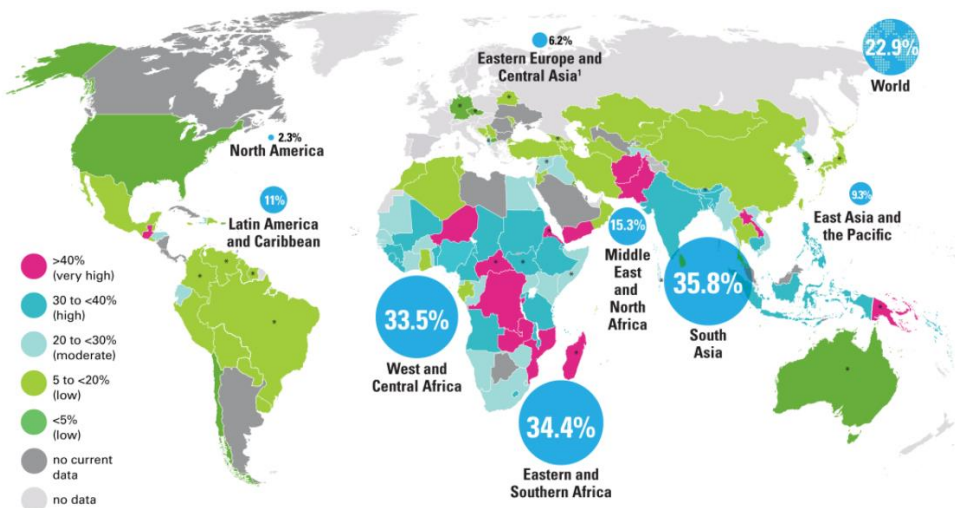 6.2%
Eastern Europe and
Central Asia¹
22.9%
World
2.3%
North America
11%
Latin America
and Caribbean
9.3%
East Asia and
the Pacific
15.3%
Middle
East
and
North
Africa
35.8%
South
Asia
33.5%
West and
Central Africa
34.4%
Eastern and
Southern Africa
>40%
(very high)
30 to <40%
(high)
20 to <30%
(moderate)
5 to <20%
(low)
<5%
(low)
no current
data
no data